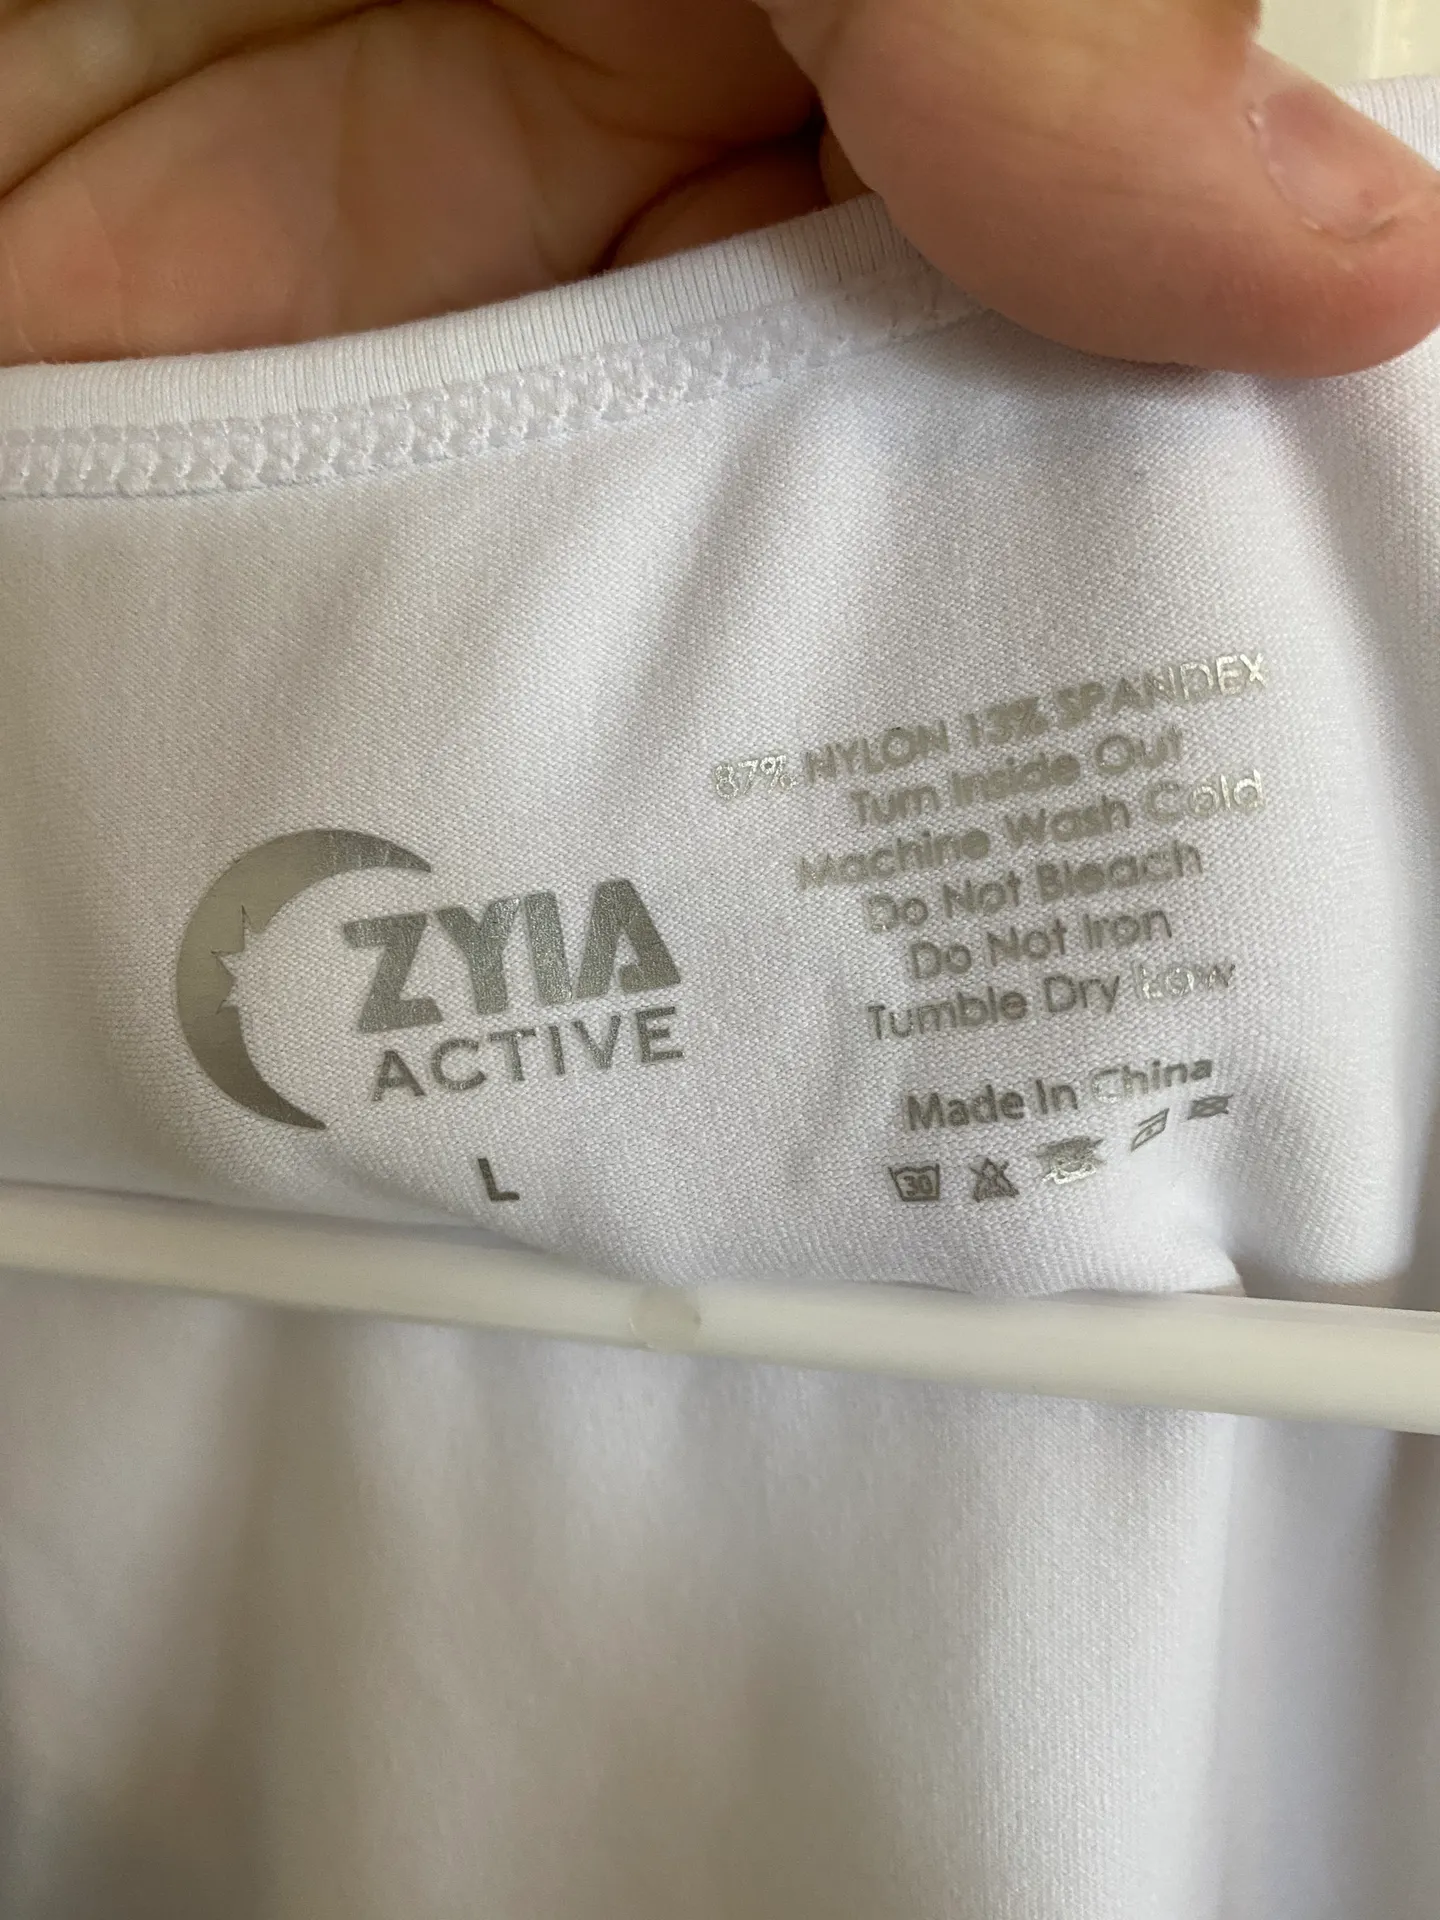 ZYIA
ACTIVE
L
87% NYLON 13% SPANDEX
Turn Inside Out
Machine Wash Cold
Do Not Bleach
Do Not Iron
Tumble Dry Low
Made In China
30